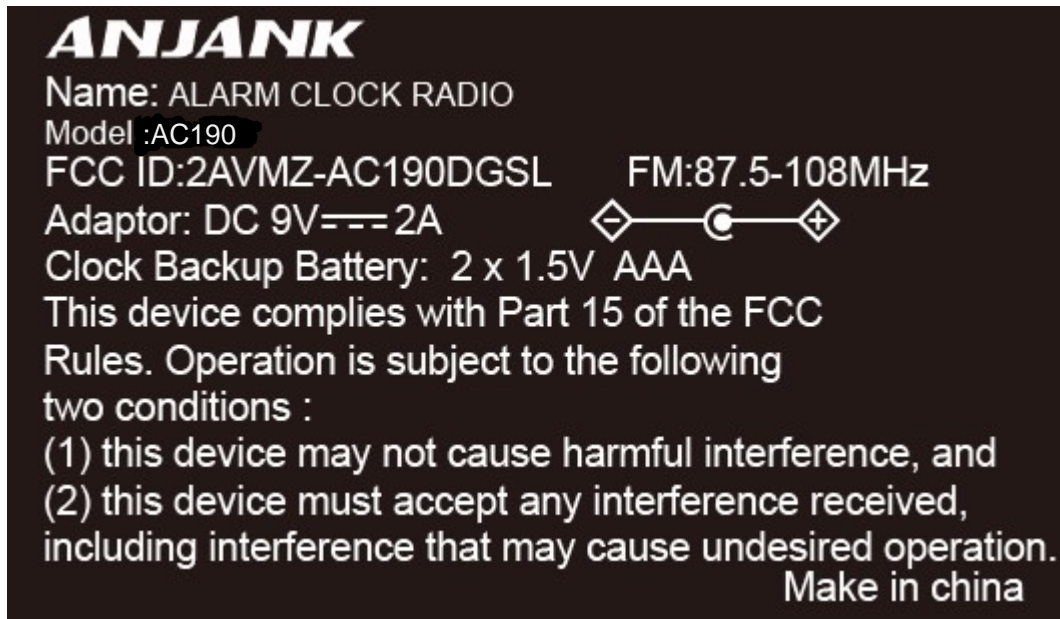 ANJANK
Name: ALARM CLOCK RADIO
Model :AC190
FCC ID:2AVMZ-AC190DGSL FM:87.5-108MHz
Adaptor: DC 9V⎓2A
Clock Backup Battery: 2 x 1.5V AAA
This device complies with Part 15 of the FCC
Rules. Operation is subject to the following
two conditions :
(1) this device may not cause harmful interference, and
(2) this device must accept any interference received,
including interference that may cause undesired operation.
Make in china